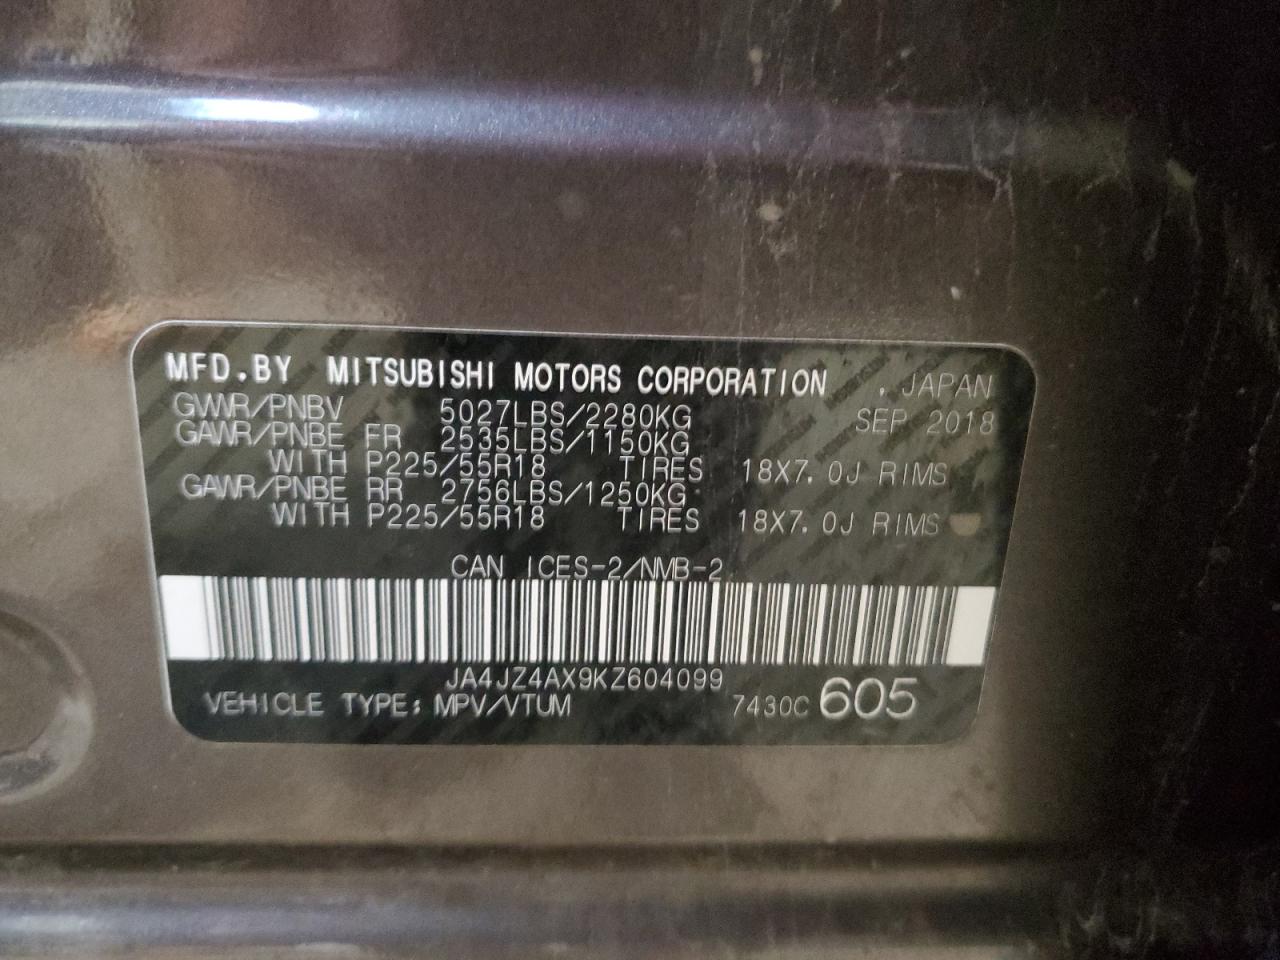 MFD.BY MITSUBISHI MOTORS CORPORATION . JAPAN
GVWR/PNBV 5027LBS/2280KG SEP 2018
GAWR/PNBE FR 2535LBS/1150KG
WITH P225/55R18 TIRES 18X7.0J RIMS
GAWR/PNBE RR 2756LBS/1250KG
WITH P225/55R18 TIRES 18X7.0J RIMS
CAN ICES-2/NMB-2
JA4JZ4AX9KZ604099
VEHICLE TYPE: MPV/VTUM 7430C 605